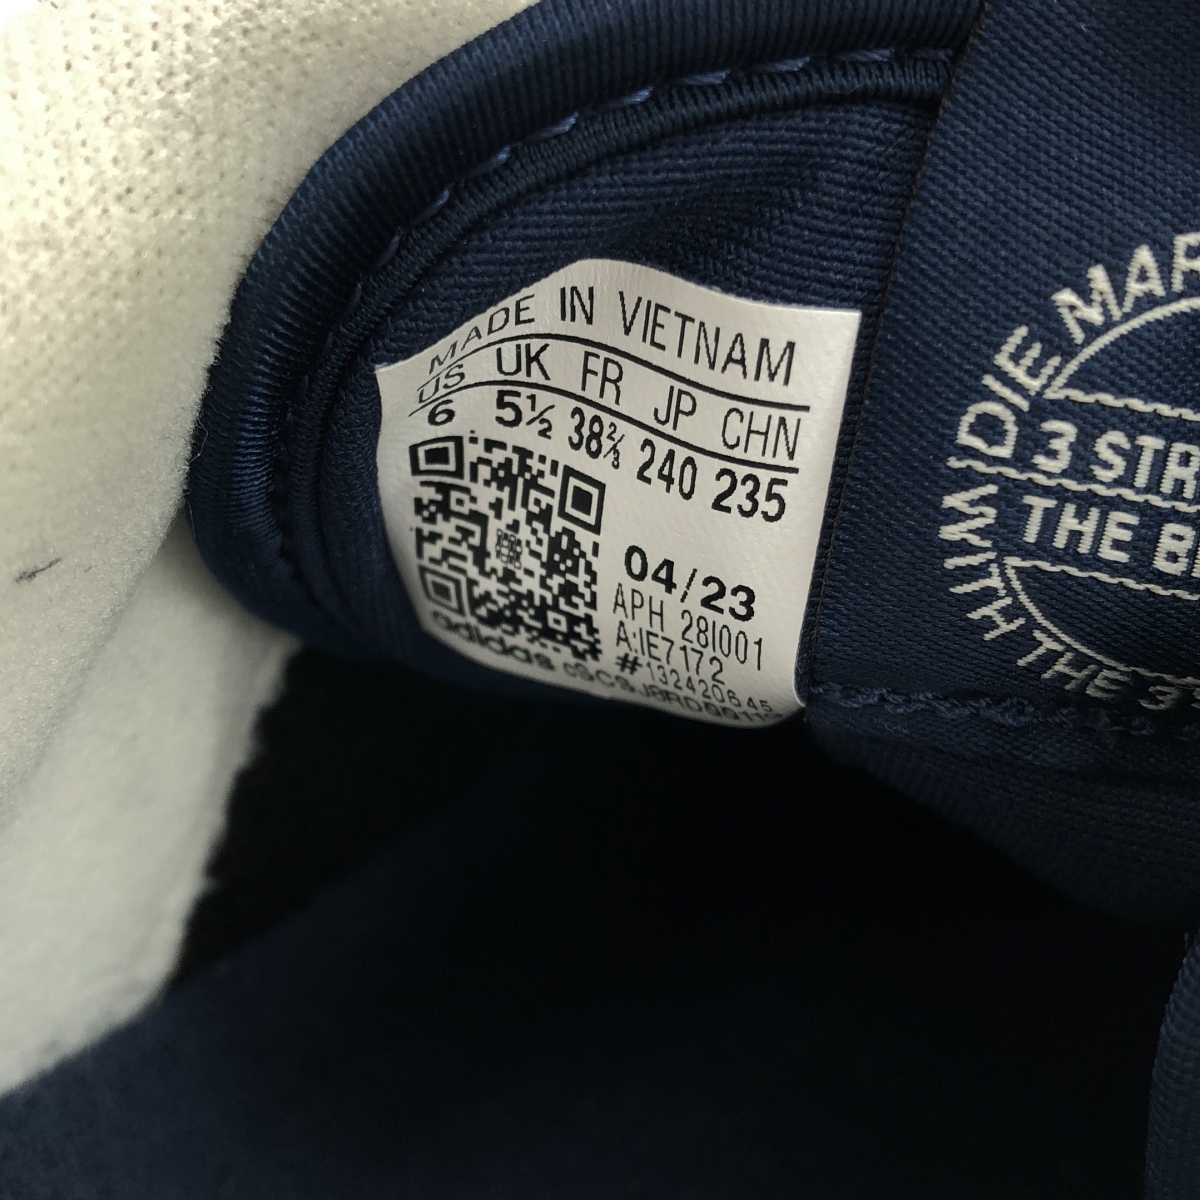 MADE IN VIETNAM
US UK FR JP CHN
6 5½ 38⅔ 240 235
04/23
APH 28I001
A:IE7172
#132420645
adidas
DIE MAR
3 STR
THE
WITH THE 3